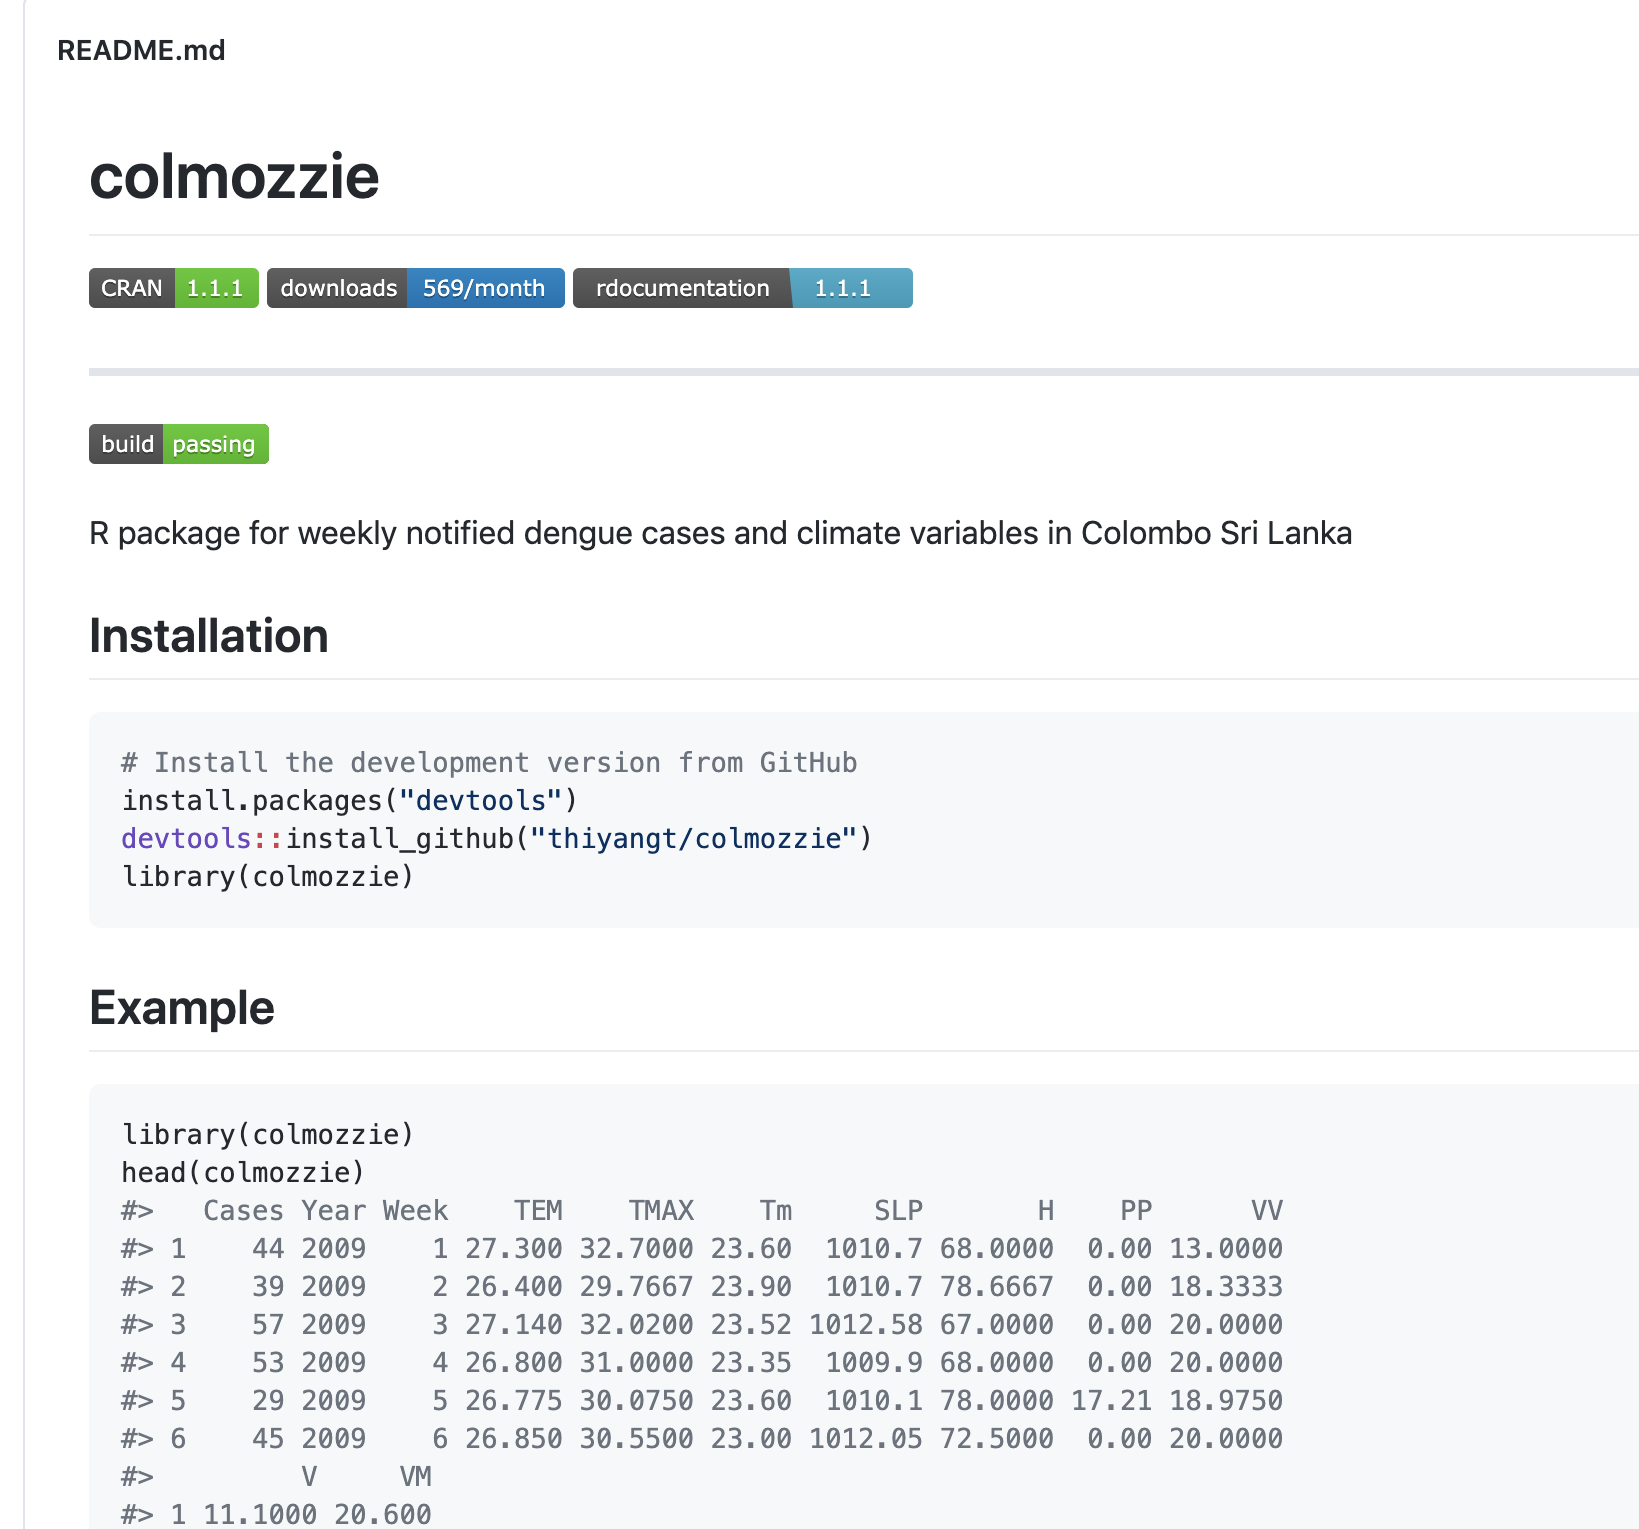 README.md
colmozzie
CRAN 1.1.1 downloads 569/month rdocumentation 1.1.1
build passing
R package for weekly notified dengue cases and climate variables in Colombo Sri Lanka
Installation
# Install the development version from GitHub
install.packages("devtools")
devtools::install_github("thiyangt/colmozzie")
library(colmozzie)
Example
library(colmozzie)
head(colmozzie)
#>   Cases Year Week    TEM    TMAX    Tm     SLP       H    PP      VV
#> 1    44 2009    1 27.300 32.7000 23.60  1010.7 68.0000  0.00 13.0000
#> 2    39 2009    2 26.400 29.7667 23.90  1010.7 78.6667  0.00 18.3333
#> 3    57 2009    3 27.140 32.0200 23.52 1012.58 67.0000  0.00 20.0000
#> 4    53 2009    4 26.800 31.0000 23.35  1009.9 68.0000  0.00 20.0000
#> 5    29 2009    5 26.775 30.0750 23.60  1010.1 78.0000 17.21 18.9750
#> 6    45 2009    6 26.850 30.5500 23.00 1012.05 72.5000  0.00 20.0000
#>         V     VM
#> 1 11.1000 20.600